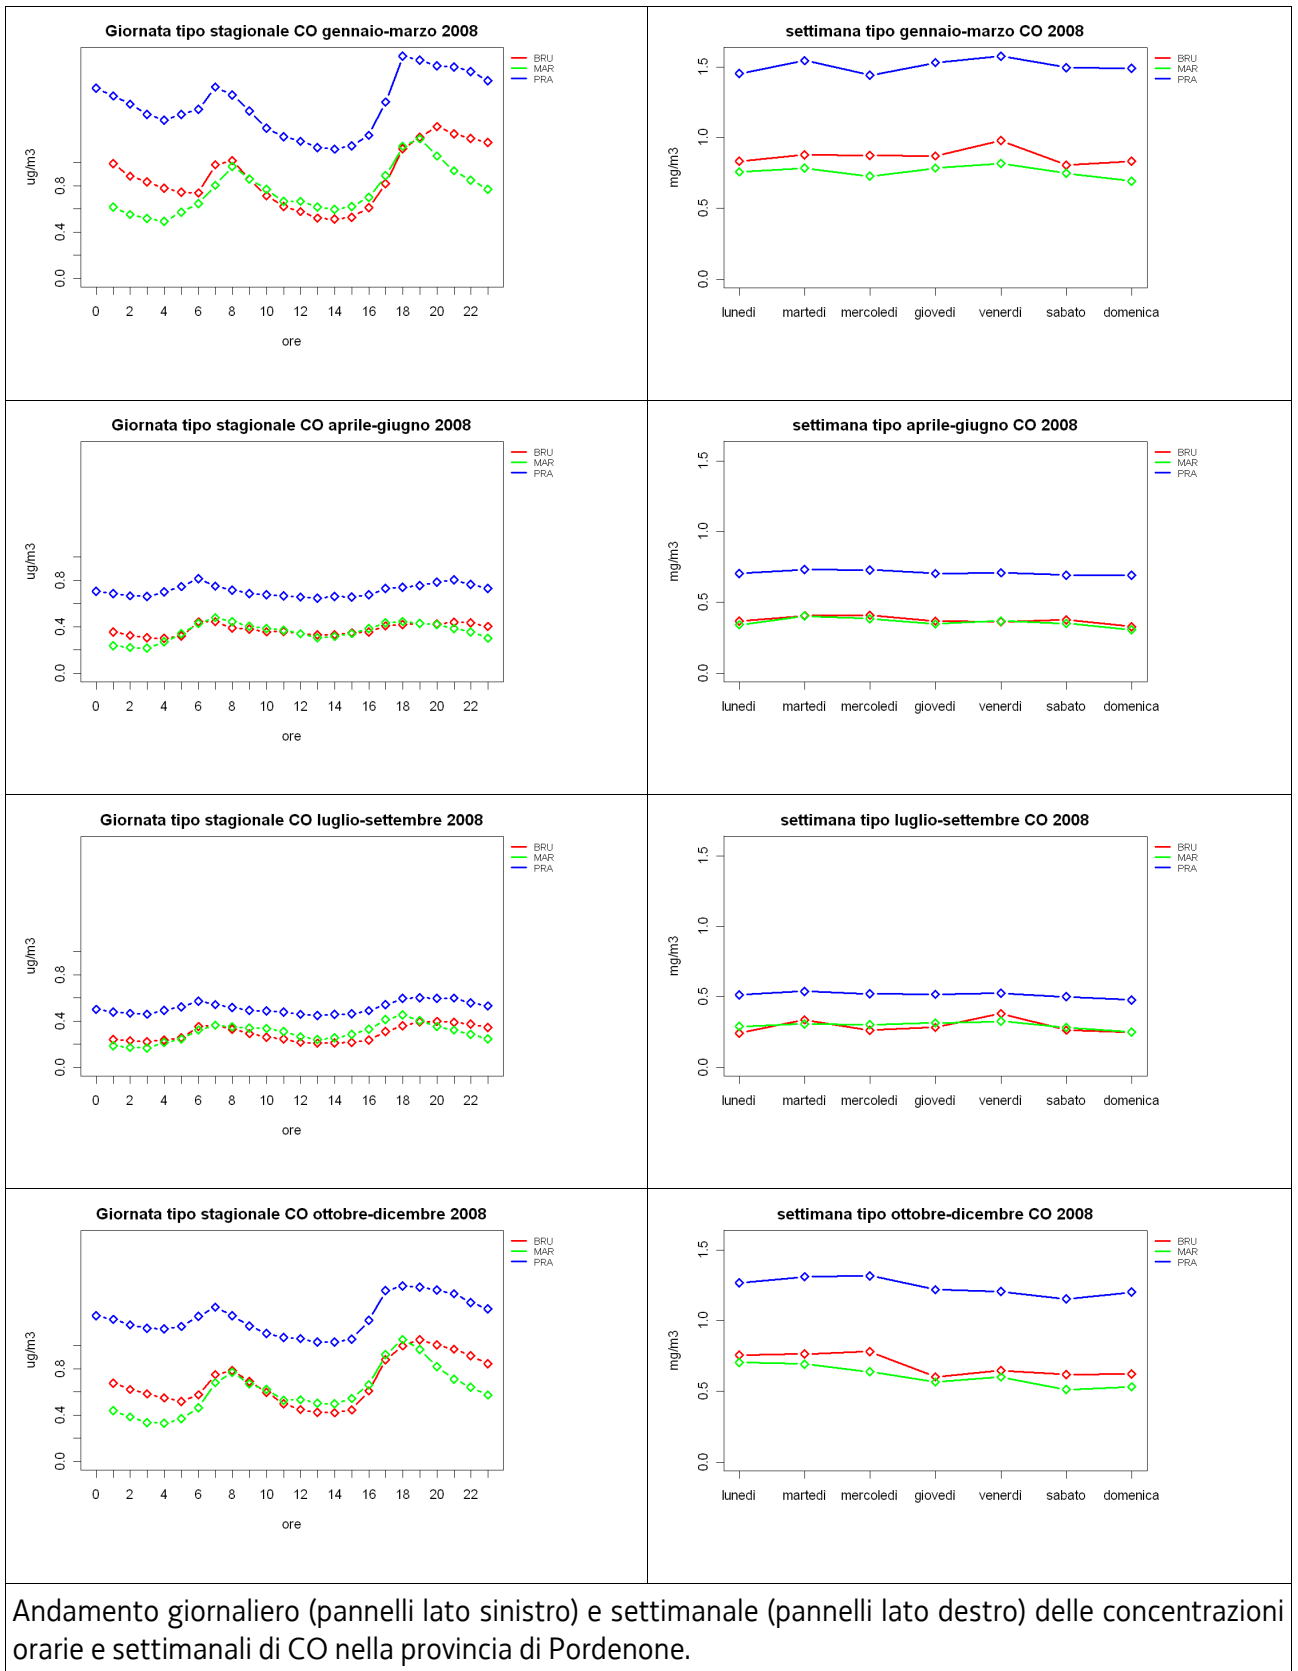 Giornata tipo stagionale CO gennaio-marzo 2008
BRU
MAR
PRA
ug/m3
0.8
0.4
0.0
0 2 4 6 8 10 12 14 16 18 20 22
ore
settimana tipo gennaio-marzo CO 2008
BRU
MAR
PRA
mg/m3
1.5
1.0
0.5
0.0
lunedi martedi mercoledi giovedi venerdi sabato domenica
Giornata tipo stagionale CO aprile-giugno 2008
BRU
MAR
PRA
ug/m3
0.8
0.4
0.0
0 2 4 6 8 10 12 14 16 18 20 22
ore
settimana tipo aprile-giugno CO 2008
BRU
MAR
PRA
mg/m3
1.5
1.0
0.5
0.0
lunedi martedi mercoledi giovedi venerdi sabato domenica
Giornata tipo stagionale CO luglio-settembre 2008
BRU
MAR
PRA
ug/m3
0.8
0.4
0.0
0 2 4 6 8 10 12 14 16 18 20 22
ore
settimana tipo luglio-settembre CO 2008
BRU
MAR
PRA
mg/m3
1.5
1.0
0.5
0.0
lunedi martedi mercoledi giovedi venerdi sabato domenica
Giornata tipo stagionale CO ottobre-dicembre 2008
BRU
MAR
PRA
ug/m3
0.8
0.4
0.0
0 2 4 6 8 10 12 14 16 18 20 22
ore
settimana tipo ottobre-dicembre CO 2008
BRU
MAR
PRA
mg/m3
1.5
1.0
0.5
0.0
lunedi martedi mercoledi giovedi venerdi sabato domenica
Andamento giornaliero (pannelli lato sinistro) e settimanale (pannelli lato destro) delle concentrazioni
orarie e settimanali di CO nella provincia di Pordenone.